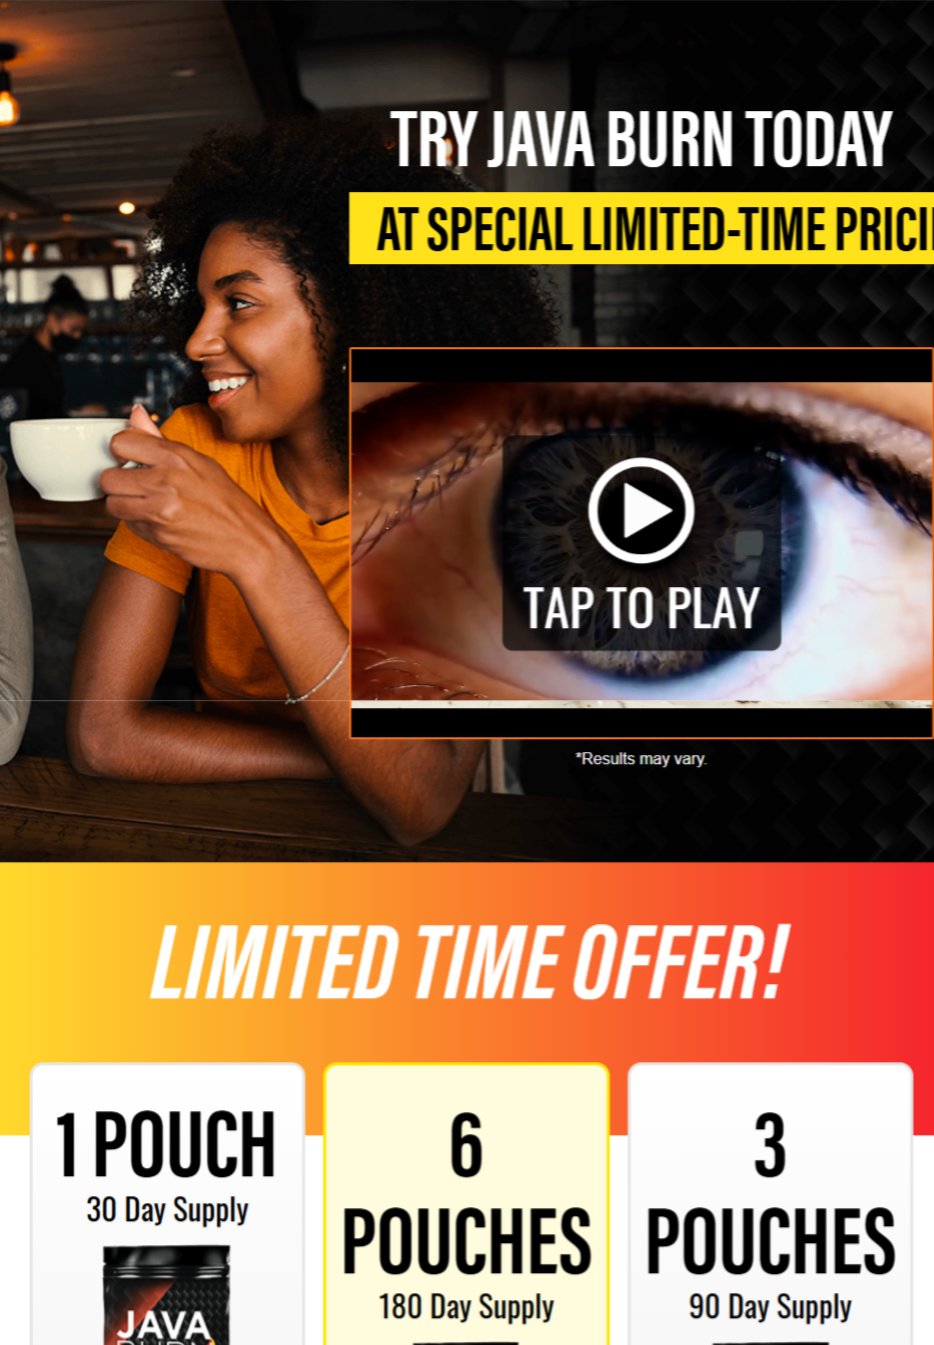 TRY JAVA BURN TODAY
AT SPECIAL LIMITED-TIME
TAP TO PLAY
*Results may vary.
LIMITED TIME OFFER!
1 POUCH
30 Day Supply
JAVA
6
POUCHES
180 Day Supply
3
POUCHES
90 Day Supply